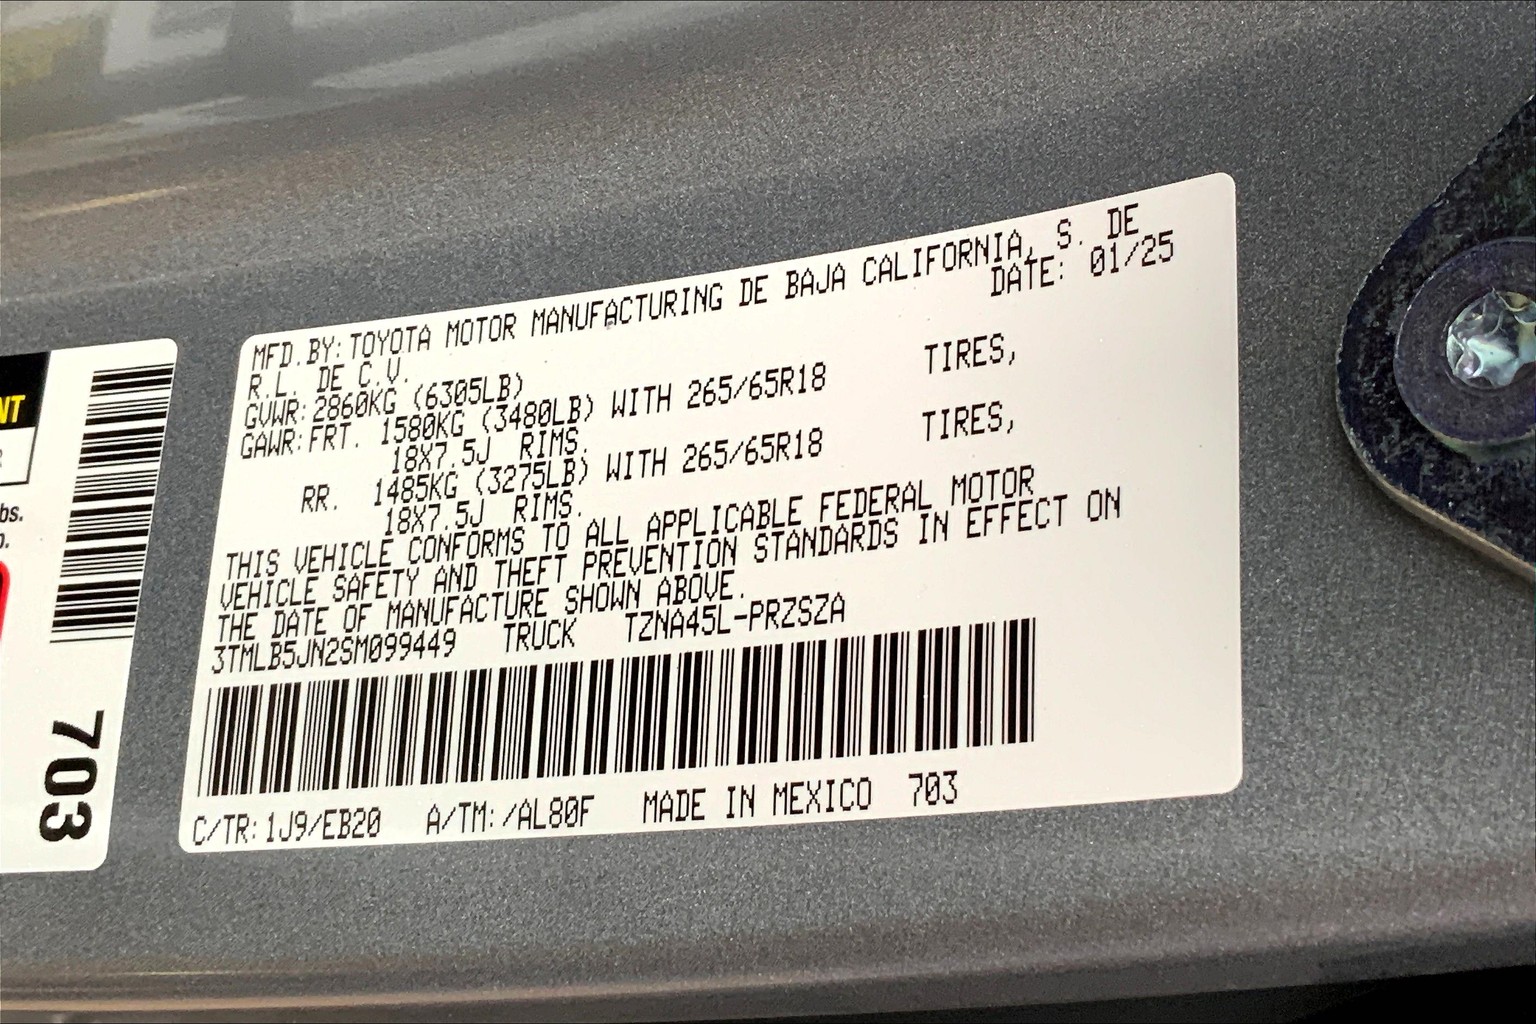 MFD.BY:TOYOTA MOTOR MANUFACTURING DE BAJA CALIFORNIA, S. DE
R.L. DE C.V. DATE: 01/25
GVWR:2860KG (6305LB)
GAWR:FRT. 1580KG (3480LB) WITH 265/65R18 TIRES,
18X7.5J RIMS.
RR. 1485KG (3275LB) WITH 265/65R18 TIRES,
18X7.5J RIMS.
THIS VEHICLE CONFORMS TO ALL APPLICABLE FEDERAL MOTOR
VEHICLE SAFETY AND THEFT PREVENTION STANDARDS IN EFFECT ON
THE DATE OF MANUFACTURE SHOWN ABOVE.
3TMLB5JN2SM099449 TRUCK TZNA45L-PRZSZA
C/TR:1J9/EB20 A/TM:/AL80F MADE IN MEXICO 703
703